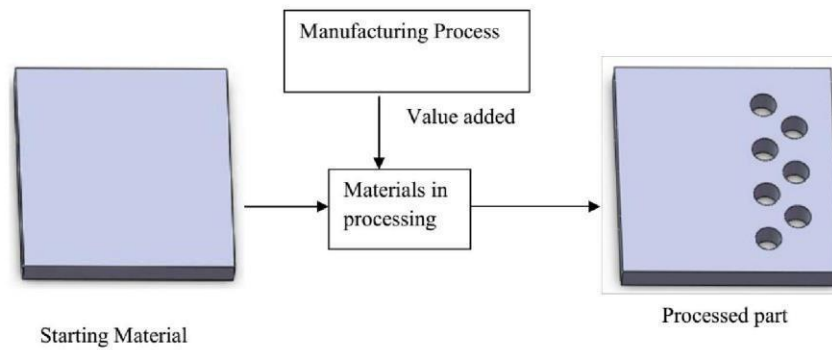 Manufacturing Process
Value added
Materials in
processing
Starting Material
Processed part